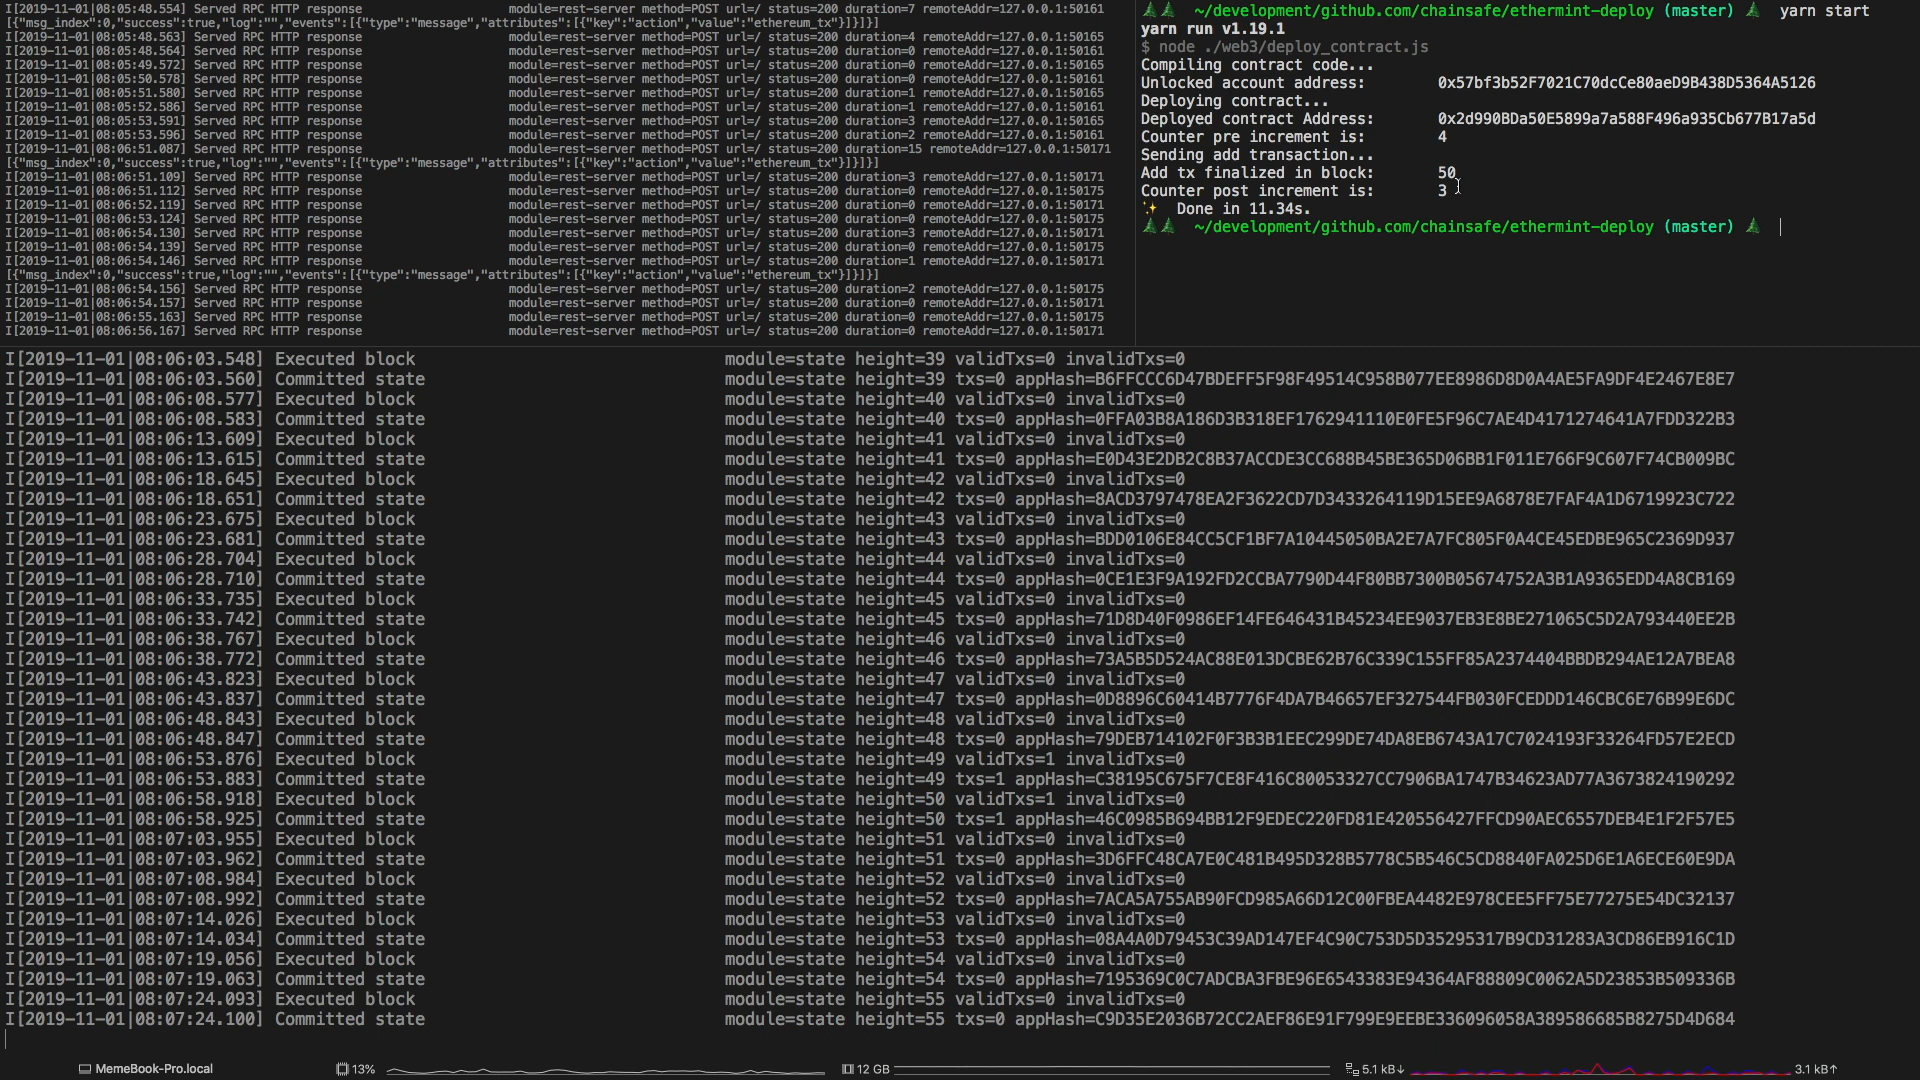 I[2019-11-01|08:05:48.554] Served RPC HTTP response module=rest-server method=POST url=/ status=200 duration=7 remoteAddr=127.0.0.1:50161
[{"msg_index":0,"success":true,"log":"","events":[{"type":"message","attributes":[{"key":"action","value":"ethereum_tx"}]}]}]
I[2019-11-01|08:05:48.563] Served RPC HTTP response module=rest-server method=POST url=/ status=200 duration=4 remoteAddr=127.0.0.1:50165
I[2019-11-01|08:05:48.564] Served RPC HTTP response module=rest-server method=POST url=/ status=200 duration=0 remoteAddr=127.0.0.1:50161
I[2019-11-01|08:05:49.572] Served RPC HTTP response module=rest-server method=POST url=/ status=200 duration=0 remoteAddr=127.0.0.1:50165
I[2019-11-01|08:05:50.578] Served RPC HTTP response module=rest-server method=POST url=/ status=200 duration=0 remoteAddr=127.0.0.1:50161
I[2019-11-01|08:05:51.580] Served RPC HTTP response module=rest-server method=POST url=/ status=200 duration=1 remoteAddr=127.0.0.1:50165
I[2019-11-01|08:05:52.586] Served RPC HTTP response module=rest-server method=POST url=/ status=200 duration=1 remoteAddr=127.0.0.1:50161
I[2019-11-01|08:05:53.591] Served RPC HTTP response module=rest-server method=POST url=/ status=200 duration=3 remoteAddr=127.0.0.1:50165
I[2019-11-01|08:05:53.596] Served RPC HTTP response module=rest-server method=POST url=/ status=200 duration=2 remoteAddr=127.0.0.1:50161
I[2019-11-01|08:06:51.087] Served RPC HTTP response module=rest-server method=POST url=/ status=200 duration=15 remoteAddr=127.0.0.1:50171
[{"msg_index":0,"success":true,"log":"","events":[{"type":"message","attributes":[{"key":"action","value":"ethereum_tx"}]}]}]
I[2019-11-01|08:06:51.109] Served RPC HTTP response module=rest-server method=POST url=/ status=200 duration=3 remoteAddr=127.0.0.1:50171
I[2019-11-01|08:06:51.112] Served RPC HTTP response module=rest-server method=POST url=/ status=200 duration=0 remoteAddr=127.0.0.1:50175
I[2019-11-01|08:06:52.119] Served RPC HTTP response module=rest-server method=POST url=/ status=200 duration=0 remoteAddr=127.0.0.1:50171
I[2019-11-01|08:06:53.124] Served RPC HTTP response module=rest-server method=POST url=/ status=200 duration=0 remoteAddr=127.0.0.1:50175
I[2019-11-01|08:06:54.130] Served RPC HTTP response module=rest-server method=POST url=/ status=200 duration=3 remoteAddr=127.0.0.1:50171
I[2019-11-01|08:06:54.139] Served RPC HTTP response module=rest-server method=POST url=/ status=200 duration=0 remoteAddr=127.0.0.1:50175
I[2019-11-01|08:06:54.146] Served RPC HTTP response module=rest-server method=POST url=/ status=200 duration=1 remoteAddr=127.0.0.1:50171
[{"msg_index":0,"success":true,"log":"","events":[{"type":"message","attributes":[{"key":"action","value":"ethereum_tx"}]}]}]
I[2019-11-01|08:06:54.156] Served RPC HTTP response module=rest-server method=POST url=/ status=200 duration=2 remoteAddr=127.0.0.1:50175
I[2019-11-01|08:06:54.157] Served RPC HTTP response module=rest-server method=POST url=/ status=200 duration=0 remoteAddr=127.0.0.1:50171
I[2019-11-01|08:06:55.163] Served RPC HTTP response module=rest-server method=POST url=/ status=200 duration=0 remoteAddr=127.0.0.1:50175
I[2019-11-01|08:06:56.167] Served RPC HTTP response module=rest-server method=POST url=/ status=200 duration=0 remoteAddr=127.0.0.1:50171
~/development/github.com/chainsafe/ethermint-deploy (master) yarn start
yarn run v1.19.1
$ node ./web3/deploy_contract.js
Compiling contract code...
Unlocked account address: 0x57bf3b52F7021C70dcCe80aeD9B438D5364A5126
Deploying contract...
Deployed contract Address: 0x2d990BDa50E5899a7a588F496a935Cb677B17a5d
Counter pre increment is: 4
Sending add transaction...
Add tx finalized in block: 50
Counter post increment is: 3
✨ Done in 11.34s.
~/development/github.com/chainsafe/ethermint-deploy (master)
I[2019-11-01|08:06:03.548] Executed block module=state height=39 validTxs=0 invalidTxs=0
I[2019-11-01|08:06:03.560] Committed state module=state height=39 txs=0 appHash=B6FFCCC6D47BDEFF5F98F49514C958B077EE8986D8D0A4AE5FA9DF4E2467E8E7
I[2019-11-01|08:06:08.577] Executed block module=state height=40 validTxs=0 invalidTxs=0
I[2019-11-01|08:06:08.583] Committed state module=state height=40 txs=0 appHash=0FFA03B8A186D3B318EF1762941110E0FE5F96C7AE4D4171274641A7FDD322B3
I[2019-11-01|08:06:13.609] Executed block module=state height=41 validTxs=0 invalidTxs=0
I[2019-11-01|08:06:13.615] Committed state module=state height=41 txs=0 appHash=E0D43E2DB2C8B37ACCDE3CC688B45BE365D06BB1F011E766F9C607F74CB009BC
I[2019-11-01|08:06:18.645] Executed block module=state height=42 validTxs=0 invalidTxs=0
I[2019-11-01|08:06:18.651] Committed state module=state height=42 txs=0 appHash=8ACD3797478EA2F3622CD7D3433264119D15EE9A6878E7FAF4A1D6719923C722
I[2019-11-01|08:06:23.675] Executed block module=state height=43 validTxs=0 invalidTxs=0
I[2019-11-01|08:06:23.681] Committed state module=state height=43 txs=0 appHash=BDD0106E84CC5CF1BF7A10445050BA2E7A7FC805F0A4CE45EDBE965C2369D937
I[2019-11-01|08:06:28.704] Executed block module=state height=44 validTxs=0 invalidTxs=0
I[2019-11-01|08:06:28.710] Committed state module=state height=44 txs=0 appHash=0CE1E3F9A192FD2CCBA7790D44F80BB7300B05674752A3B1A9365EDD4A8CB169
I[2019-11-01|08:06:33.735] Executed block module=state height=45 validTxs=0 invalidTxs=0
I[2019-11-01|08:06:33.742] Committed state module=state height=45 txs=0 appHash=71D8D40F0986EF14FE646431B45234EE9037EB3E8BE271065C5D2A793440EE2B
I[2019-11-01|08:06:38.767] Executed block module=state height=46 validTxs=0 invalidTxs=0
I[2019-11-01|08:06:38.772] Committed state module=state height=46 txs=0 appHash=73A5B5D524AC88E013DCBE62B76C339C155FF85A2374404BBDB294AE12A7BEA8
I[2019-11-01|08:06:43.823] Executed block module=state height=47 validTxs=0 invalidTxs=0
I[2019-11-01|08:06:43.837] Committed state module=state height=47 txs=0 appHash=0D8896C60414B7776F4DA7B46657EF327544FB030FCEDDD146CBC6E76B99E6DC
I[2019-11-01|08:06:48.843] Executed block module=state height=48 validTxs=0 invalidTxs=0
I[2019-11-01|08:06:48.847] Committed state module=state height=48 txs=0 appHash=79DEB714102F0F3B3B1EEC299DE74DA8EB6743A17C7024193F33264FD57E2ECD
I[2019-11-01|08:06:53.876] Executed block module=state height=49 validTxs=1 invalidTxs=0
I[2019-11-01|08:06:53.883] Committed state module=state height=49 txs=1 appHash=C38195C675F7CE8F416C80053327CC7906BA1747B34623AD77A3673824190292
I[2019-11-01|08:06:58.918] Executed block module=state height=50 validTxs=1 invalidTxs=0
I[2019-11-01|08:06:58.925] Committed state module=state height=50 txs=1 appHash=46C0985B694BB12F9EDEC220FD81E420556427FFCD90AEC6557DEB4E1F2F57E5
I[2019-11-01|08:07:03.955] Executed block module=state height=51 validTxs=0 invalidTxs=0
I[2019-11-01|08:07:03.962] Committed state module=state height=51 txs=0 appHash=3D6FFC48CA7E0C481B495D328B5778C5B546C5CD8840FA025D6E1A6ECE60E9DA
I[2019-11-01|08:07:08.984] Executed block module=state height=52 validTxs=0 invalidTxs=0
I[2019-11-01|08:07:08.992] Committed state module=state height=52 txs=0 appHash=7ACA5A755AB90FCD985A66D12C00FBEA4482E978CEE5FF75E77275E54DC32137
I[2019-11-01|08:07:14.026] Executed block module=state height=53 validTxs=0 invalidTxs=0
I[2019-11-01|08:07:14.034] Committed state module=state height=53 txs=0 appHash=08A4A0D79453C39AD147EF4C90C753D5D35295317B9CD31283A3CD86EB916C1D
I[2019-11-01|08:07:19.056] Executed block module=state height=54 validTxs=0 invalidTxs=0
I[2019-11-01|08:07:19.063] Committed state module=state height=54 txs=0 appHash=7195369C0C7ADCBA3FBE96E6543383E94364AF88809C0062A5D23853B509336B
I[2019-11-01|08:07:24.093] Executed block module=state height=55 validTxs=0 invalidTxs=0
I[2019-11-01|08:07:24.100] Committed state module=state height=55 txs=0 appHash=C9D35E2036B72CC2AEF86E91F799E9EEBE336096058A389586685B8275D4D684
MemeBook-Pro.local 13% 12 GB 5.1 kB↓ 3.1 kB↑